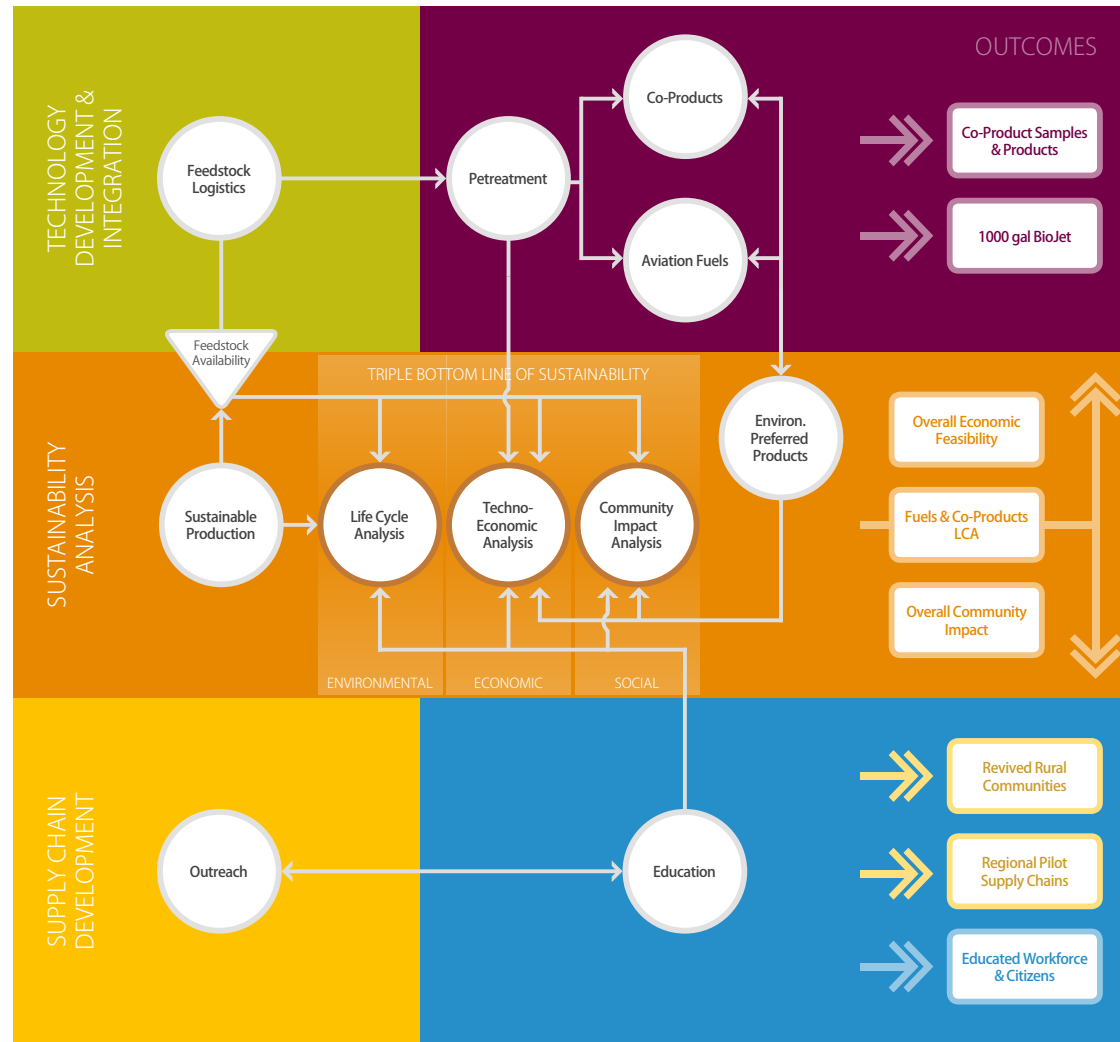 OUTCOMES
TECHNOLOGY
DEVELOPMENT &
INTEGRATION
Feedstock
Logistics
Petreatment
Co-Products
Aviation Fuels
Co-Product Samples
& Products
1000 gal BioJet
Feedstock
Availability
SUSTAINABILITY
ANALYSIS
TRIPLE BOTTOM LINE OF SUSTAINABILITY
Sustainable
Production
Life Cycle
Analysis
Techno-
Economic
Analysis
Community
Impact
Analysis
Environ.
Preferred
Products
ENVIRONMENTAL
ECONOMIC
SOCIAL
Overall Economic
Feasibility
Fuels & Co-Products
LCA
Overall Community
Impact
SUPPLY CHAIN
DEVELOPMENT
Outreach
Education
Revived Rural
Communities
Regional Pilot
Supply Chains
Educated Workforce
& Citizens